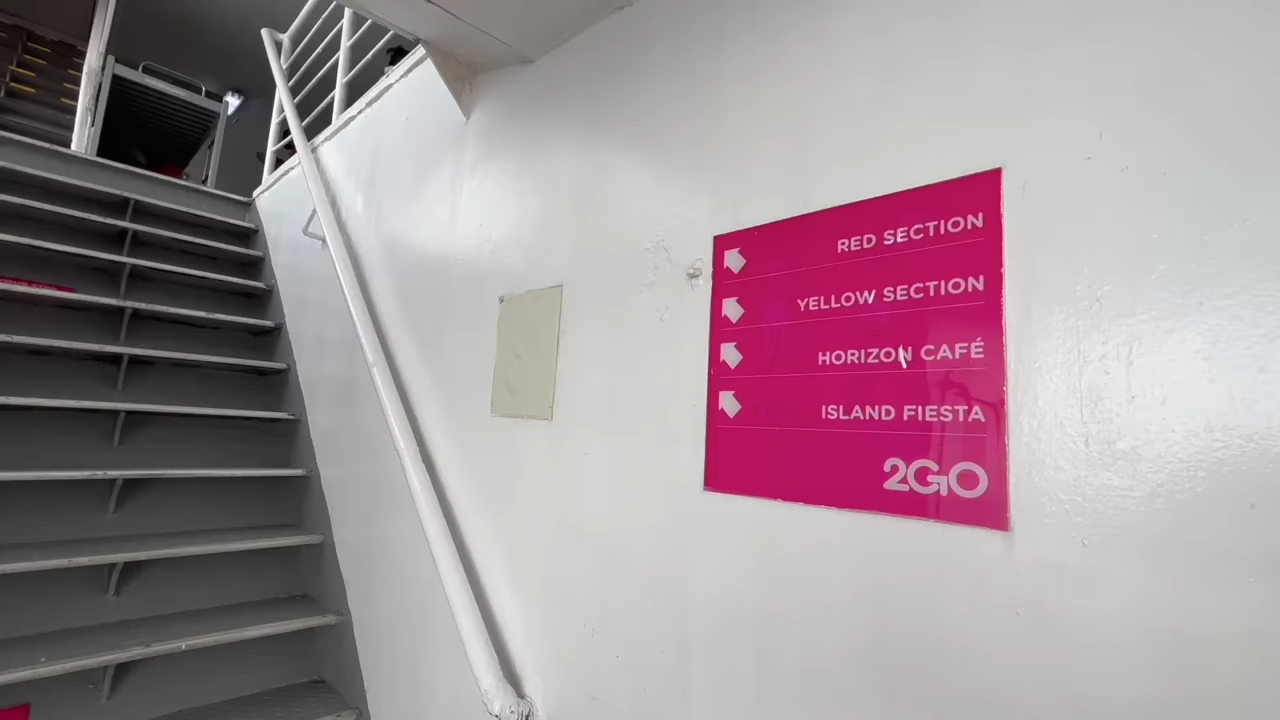 RED SECTION
YELLOW SECTION
HORIZON CAFÉ
ISLAND FIESTA
2GO